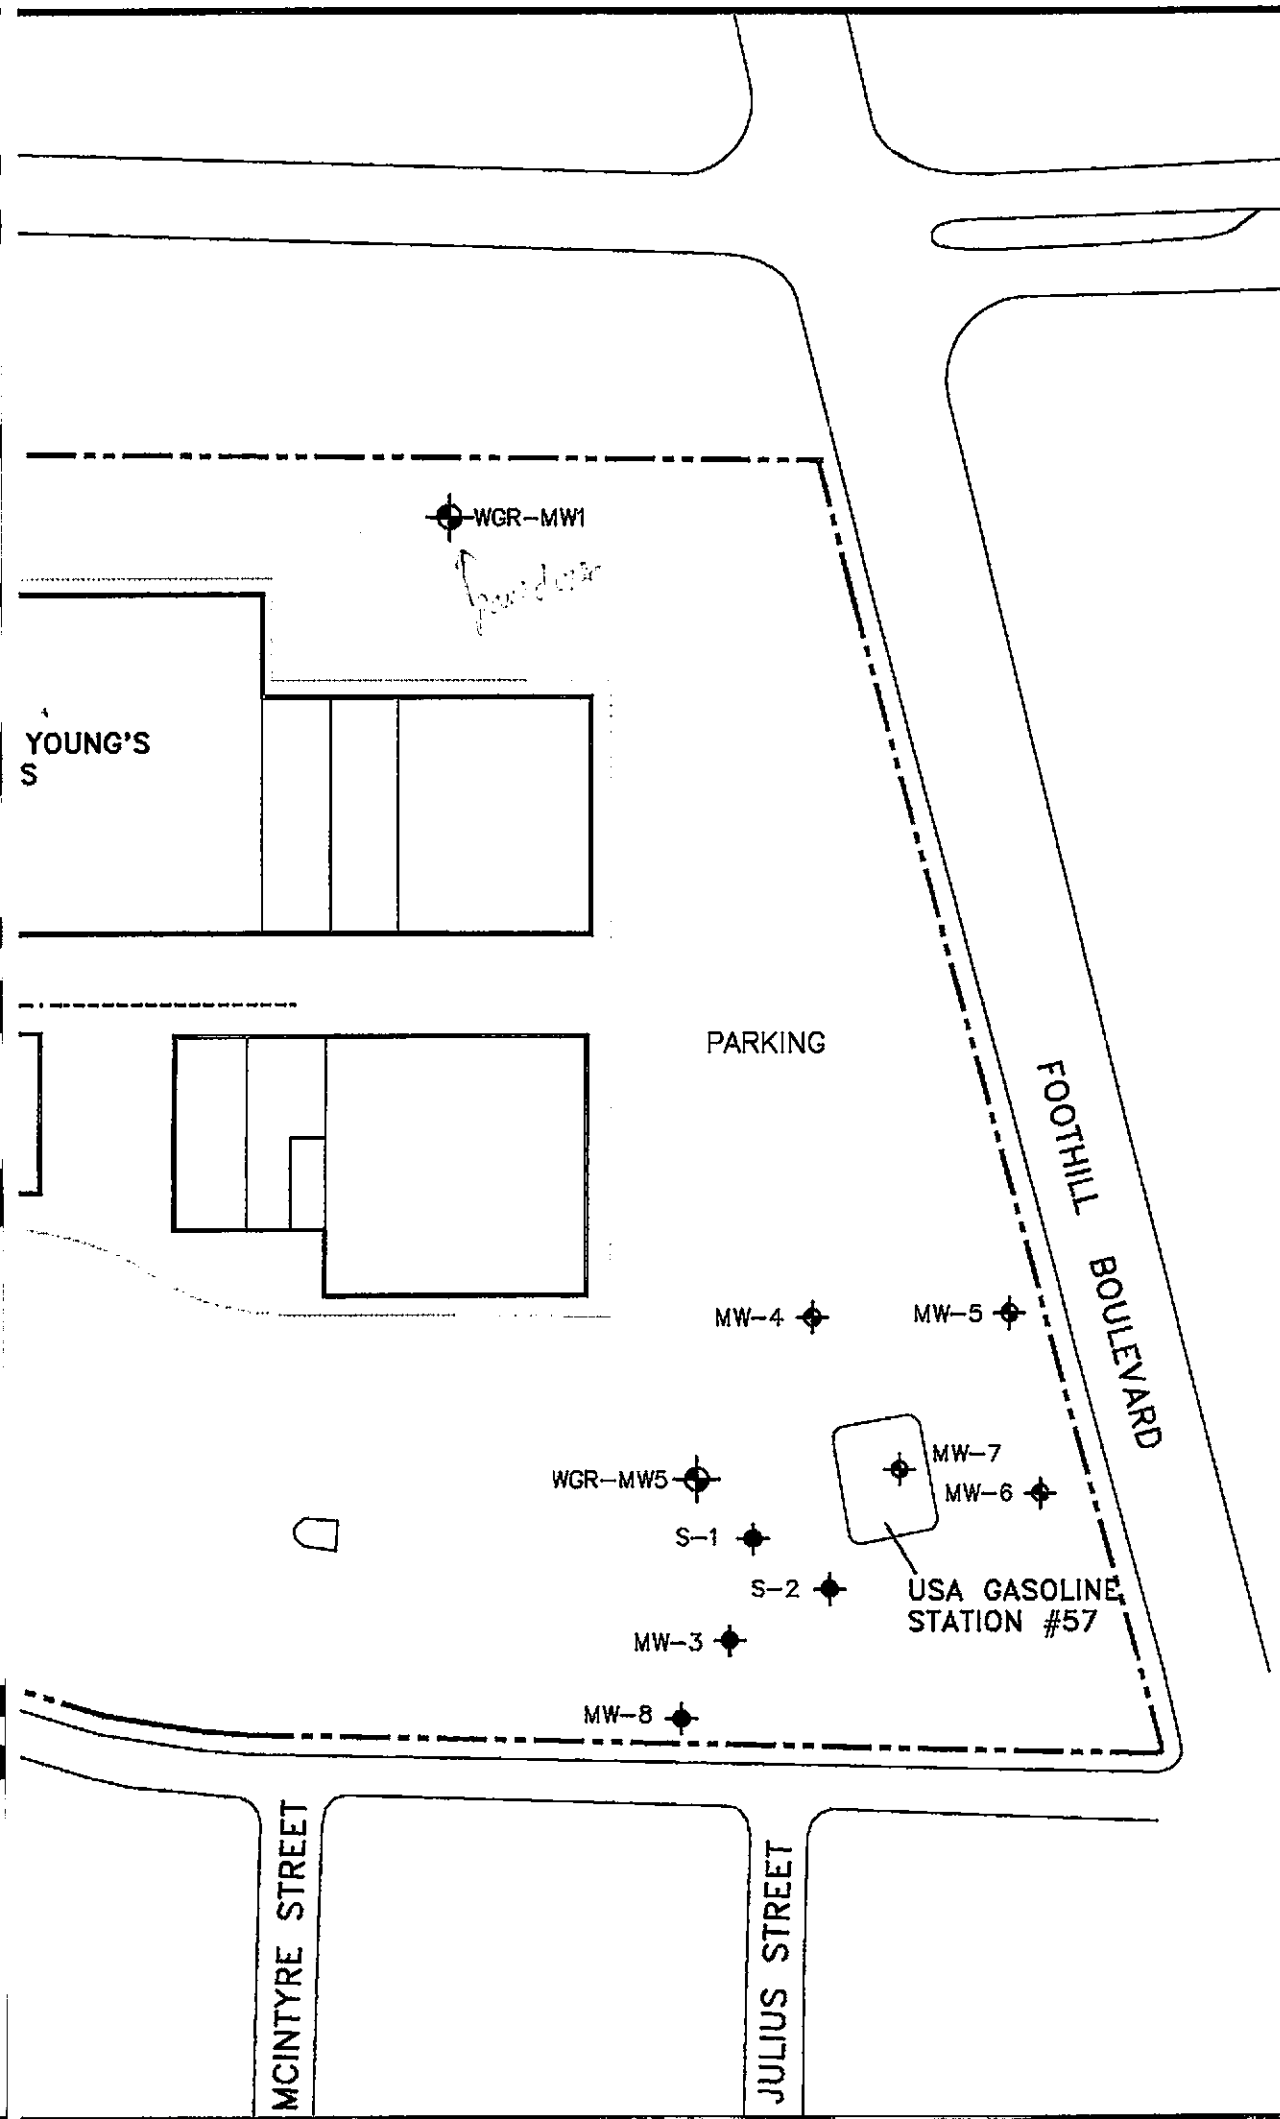 WGR-MW1
YOUNG'S
S
PARKING
FOOTHILL BOULEVARD
MW-4
MW-5
MW-7
WGR-MW5
MW-6
S-1
S-2
USA GASOLINE
STATION #57
MW-3
MW-8
MCINTYRE STREET
JULIUS STREET